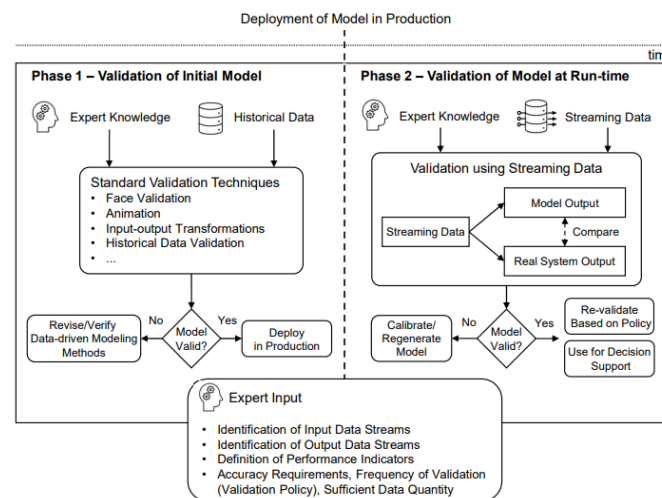 Deployment of Model in Production
tim
Phase 1 – Validation of Initial Model
Expert Knowledge
Historical Data
Standard Validation Techniques
• Face Validation
• Animation
• Input-output Transformations
• Historical Data Validation
• ...
Revise/Verify
Data-driven Modeling
Methods
No
Model
Valid?
Yes
Deploy
in Production
Phase 2 – Validation of Model at Run-time
Expert Knowledge
Streaming Data
Validation using Streaming Data
Streaming Data
Model Output
Compare
Real System Output
Calibrate/
Regenerate
Model
No
Model
Valid?
Yes
Re-validate
Based on Policy
Use for Decision
Support
Expert Input
• Identification of Input Data Streams
• Identification of Output Data Streams
• Definition of Performance Indicators
• Accuracy Requirements, Frequency of Validation
(Validation Policy), Sufficient Data Quantity